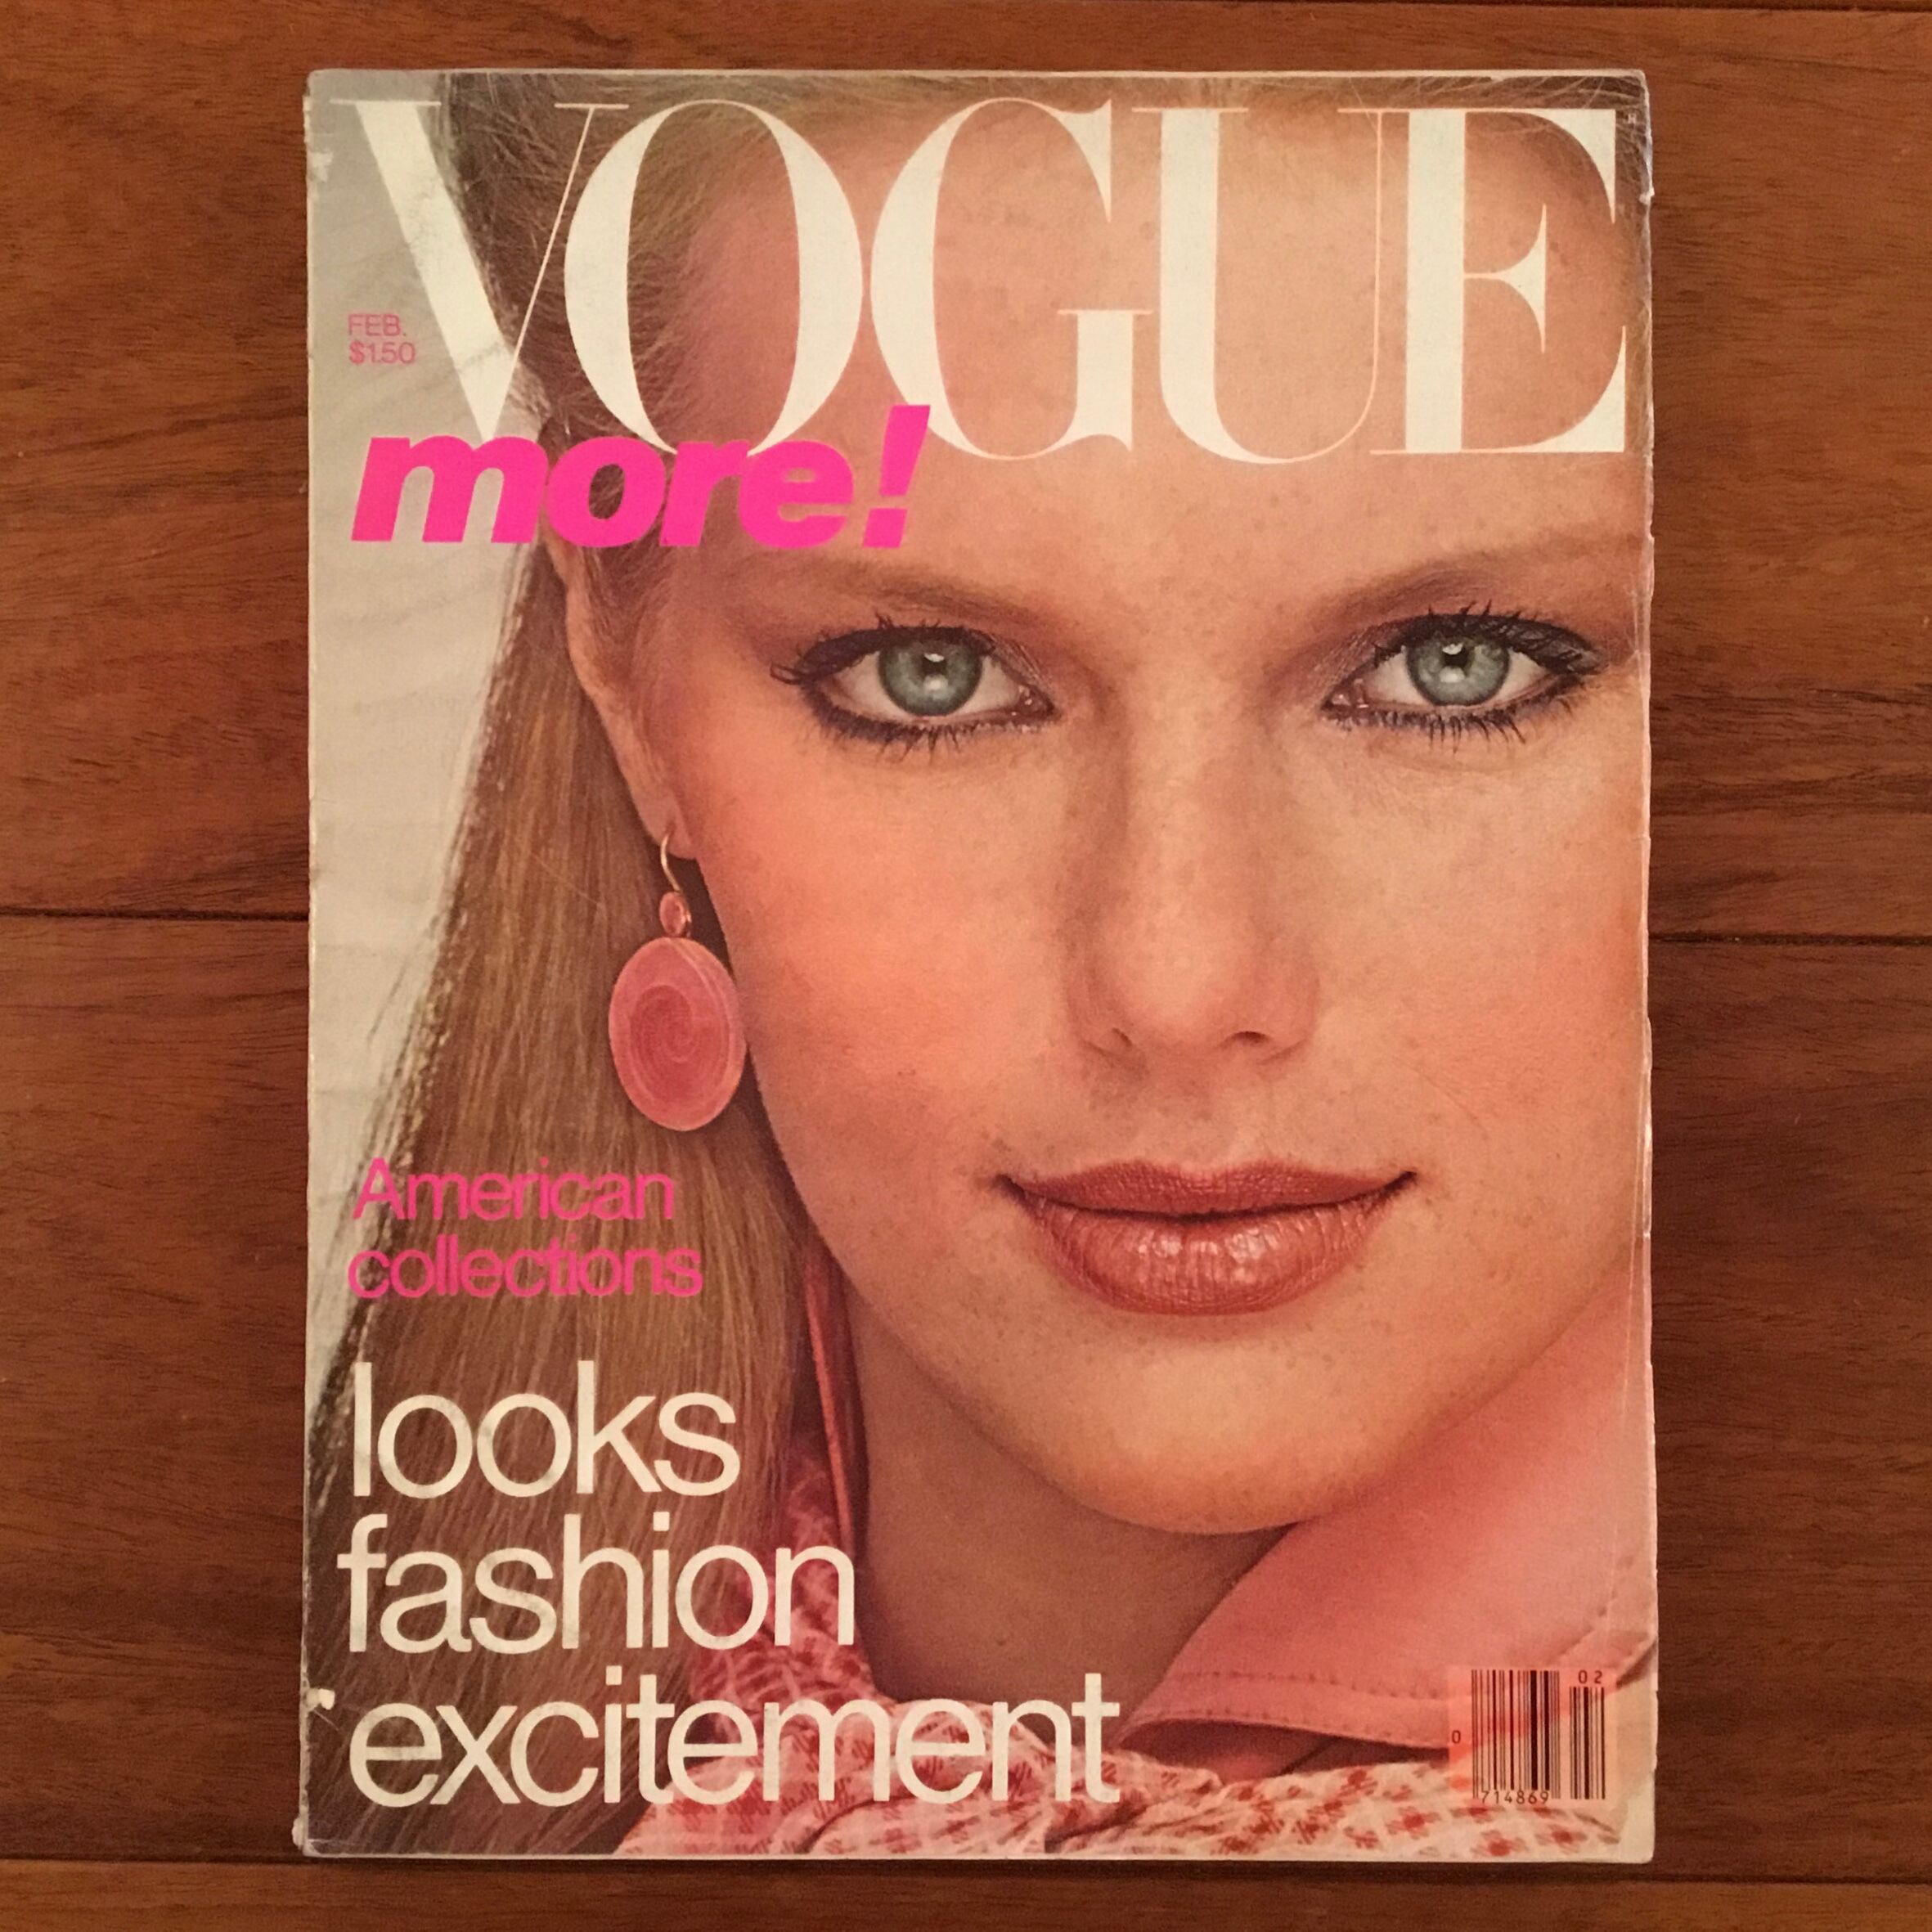 VOGUE
FEB.
$1.50
more!
American
collections
looks
fashion
excitement
02
0
714869